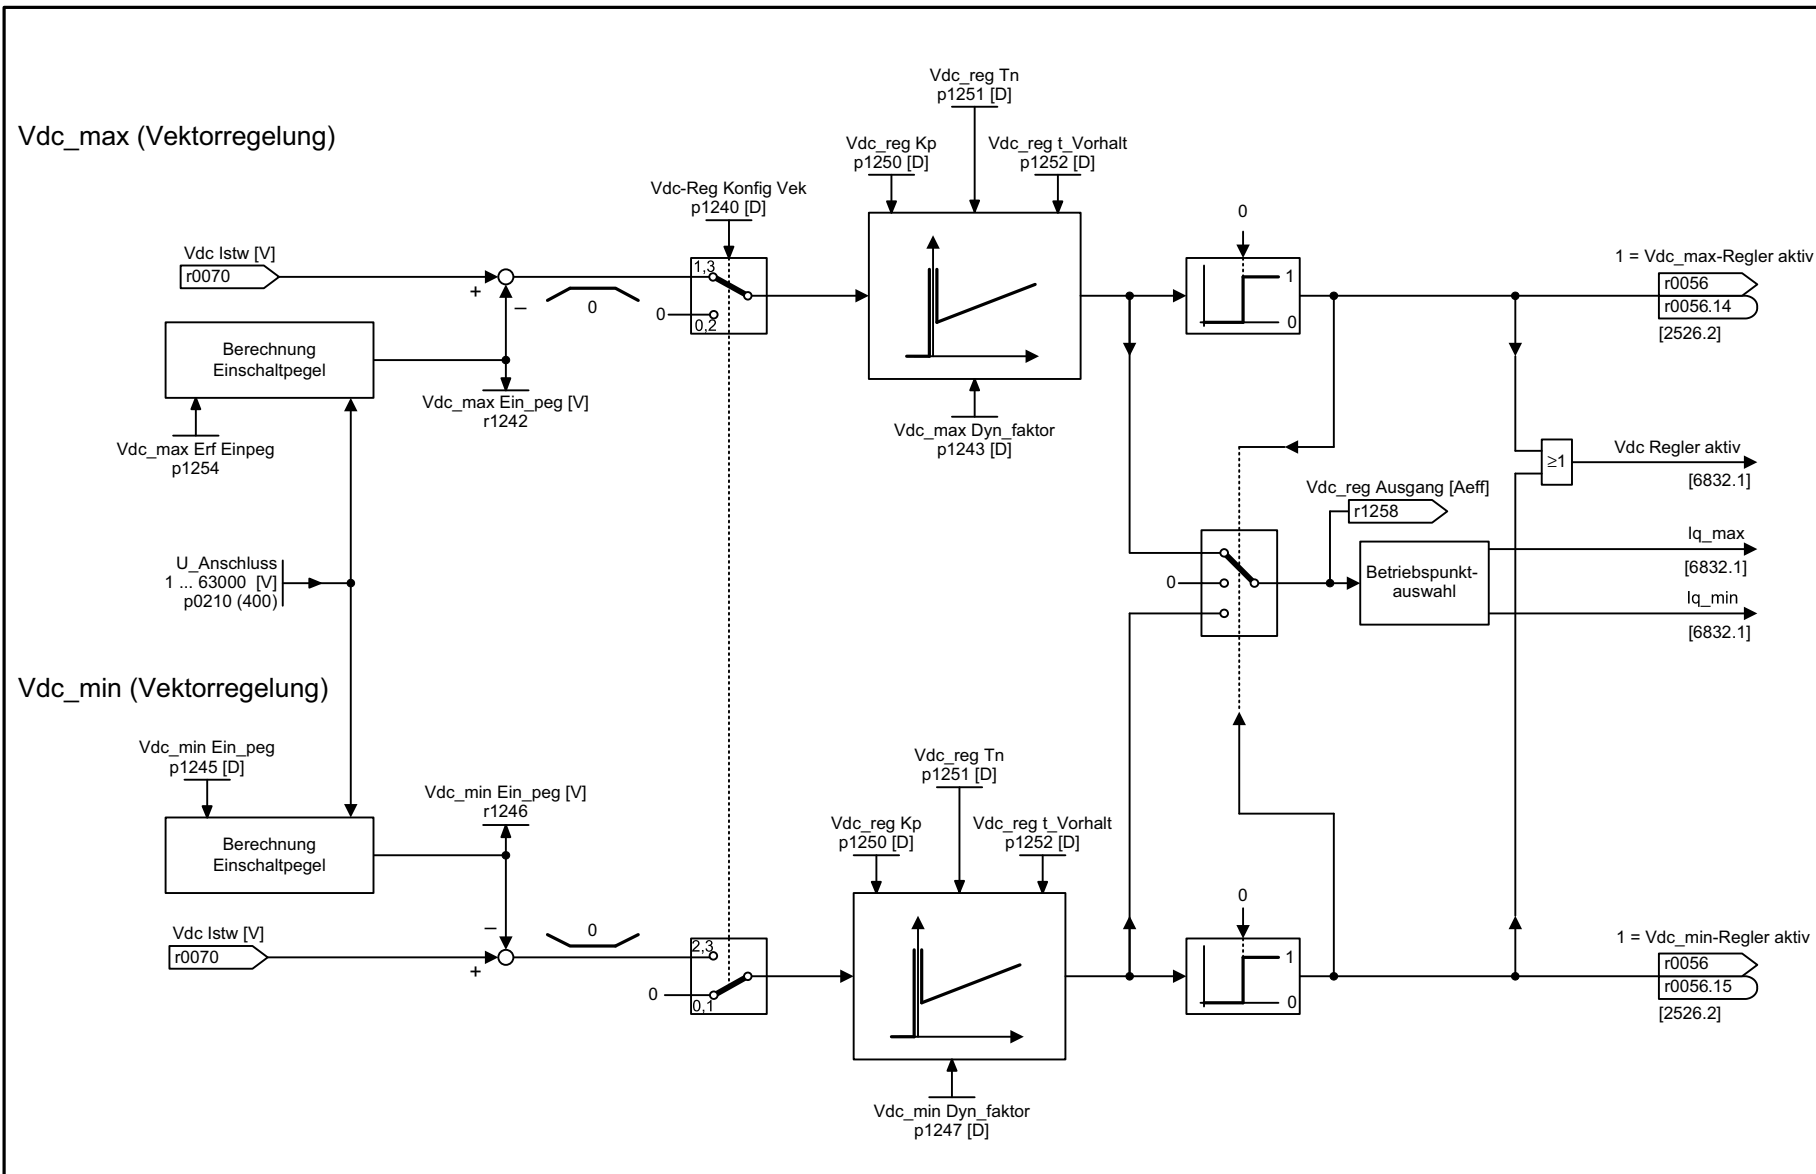 Vdc_max (Vektorregelung)
Vdc_reg Tn
p1251 [D]
Vdc_reg Kp
p1250 [D]
Vdc_reg t_Vorhalt
p1252 [D]
Vdc-Reg Konfig Vek
p1240 [D]
Vdc Istw [V]
r0070
+
–
0
1,3
0
0,2
0
1
0
1 = Vdc_max-Regler aktiv
r0056
r0056.14
[2526.2]
Berechnung
Einschaltpegel
Vdc_max Ein_peg [V]
r1242
Vdc_max Erf Einpeg
p1254
Vdc_max Dyn_faktor
p1243 [D]
≥1
Vdc Regler aktiv
[6832.1]
Vdc_reg Ausgang [Aeff]
r1258
U_Anschluss
1 ... 63000 [V]
p0210 (400)
0
Betriebspunkt-
auswahl
Iq_max
[6832.1]
Iq_min
[6832.1]
Vdc_min (Vektorregelung)
Vdc_min Ein_peg
p1245 [D]
Vdc_min Ein_peg [V]
r1246
Berechnung
Einschaltpegel
Vdc_reg Tn
p1251 [D]
Vdc_reg Kp
p1250 [D]
Vdc_reg t_Vorhalt
p1252 [D]
Vdc Istw [V]
r0070
–
+
0
2,3
0
0,1
0
1
0
1 = Vdc_min-Regler aktiv
r0056
r0056.15
[2526.2]
Vdc_min Dyn_faktor
p1247 [D]